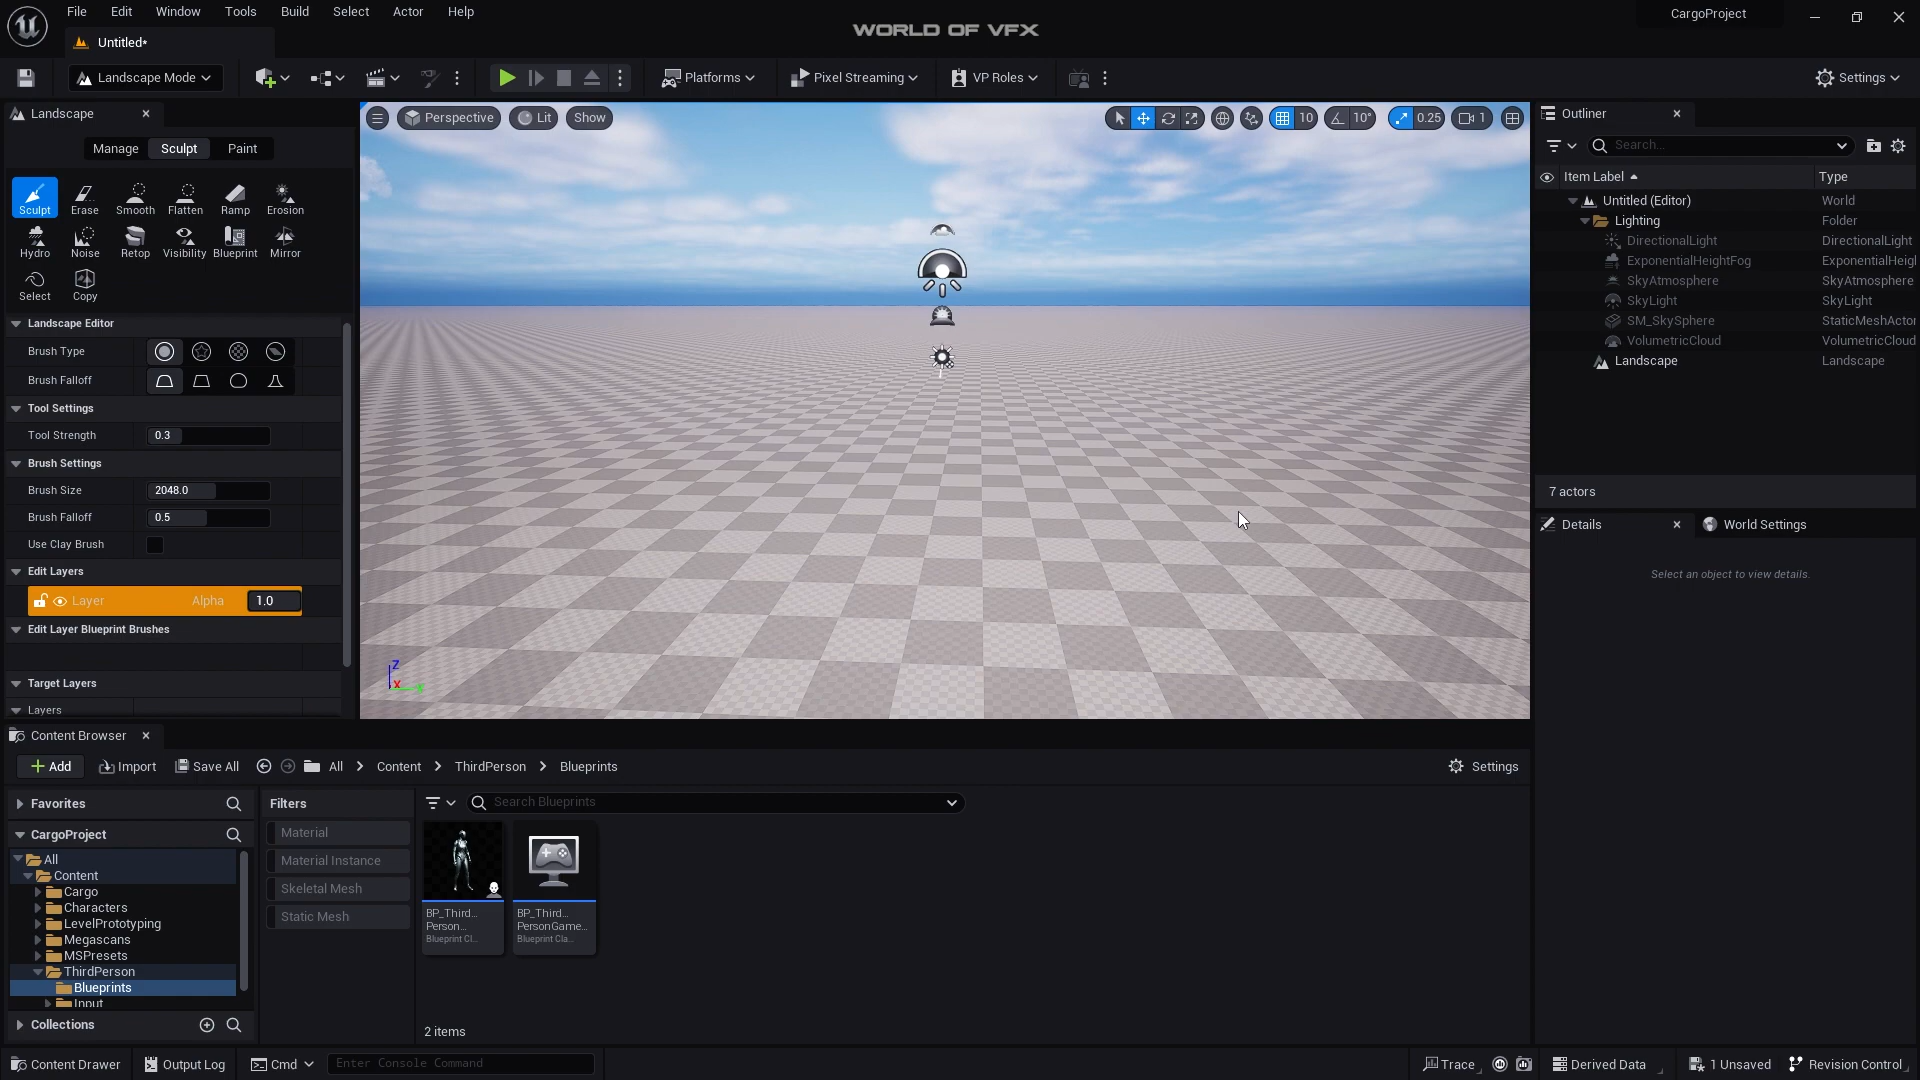 File Edit Window Tools Build Select Actor Help
WORLD OF VFX
CargoProject
Untitled*
Landscape Mode
Platforms
Pixel Streaming
VP Roles
Settings
Landscape
Manage Sculpt Paint
Sculpt Erase Smooth Flatten Ramp Erosion
Hydro Noise Retop Visibility Blueprint Mirror
Select Copy
Landscape Editor
Brush Type
Brush Falloff
Tool Settings
Tool Strength 0.3
Brush Settings
Brush Size 2048.0
Brush Falloff 0.5
Use Clay Brush
Edit Layers
Layer Alpha 1.0
Edit Layer Blueprint Brushes
Target Layers
Layers
Perspective Lit Show
10 10° 0.25 1
Z
X
Outliner
Search...
Item Label Type
Untitled (Editor) World
Lighting Folder
DirectionalLight DirectionalLight
ExponentialHeightFog ExponentialHeigl
SkyAtmosphere SkyAtmosphere
SkyLight SkyLight
SM_SkySphere StaticMeshActor
VolumetricCloud VolumetricCloud
Landscape Landscape
7 actors
Details World Settings
Select an object to view details.
Content Browser
Add Import Save All All > Content > ThirdPerson > Blueprints Settings
Favorites
CargoProject
All
Content
Cargo
Characters
LevelPrototyping
Megascans
MSPresets
ThirdPerson
Blueprints
Input
Collections
Filters
Material
Material Instance
Skeletal Mesh
Static Mesh
Search Blueprints
BP_Third...
Person...
Blueprint Cl...
BP_Third...
PersonGame...
Blueprint Cla...
2 items
Content Drawer Output Log Cmd Enter Console Command Trace Derived Data 1 Unsaved Revision Control